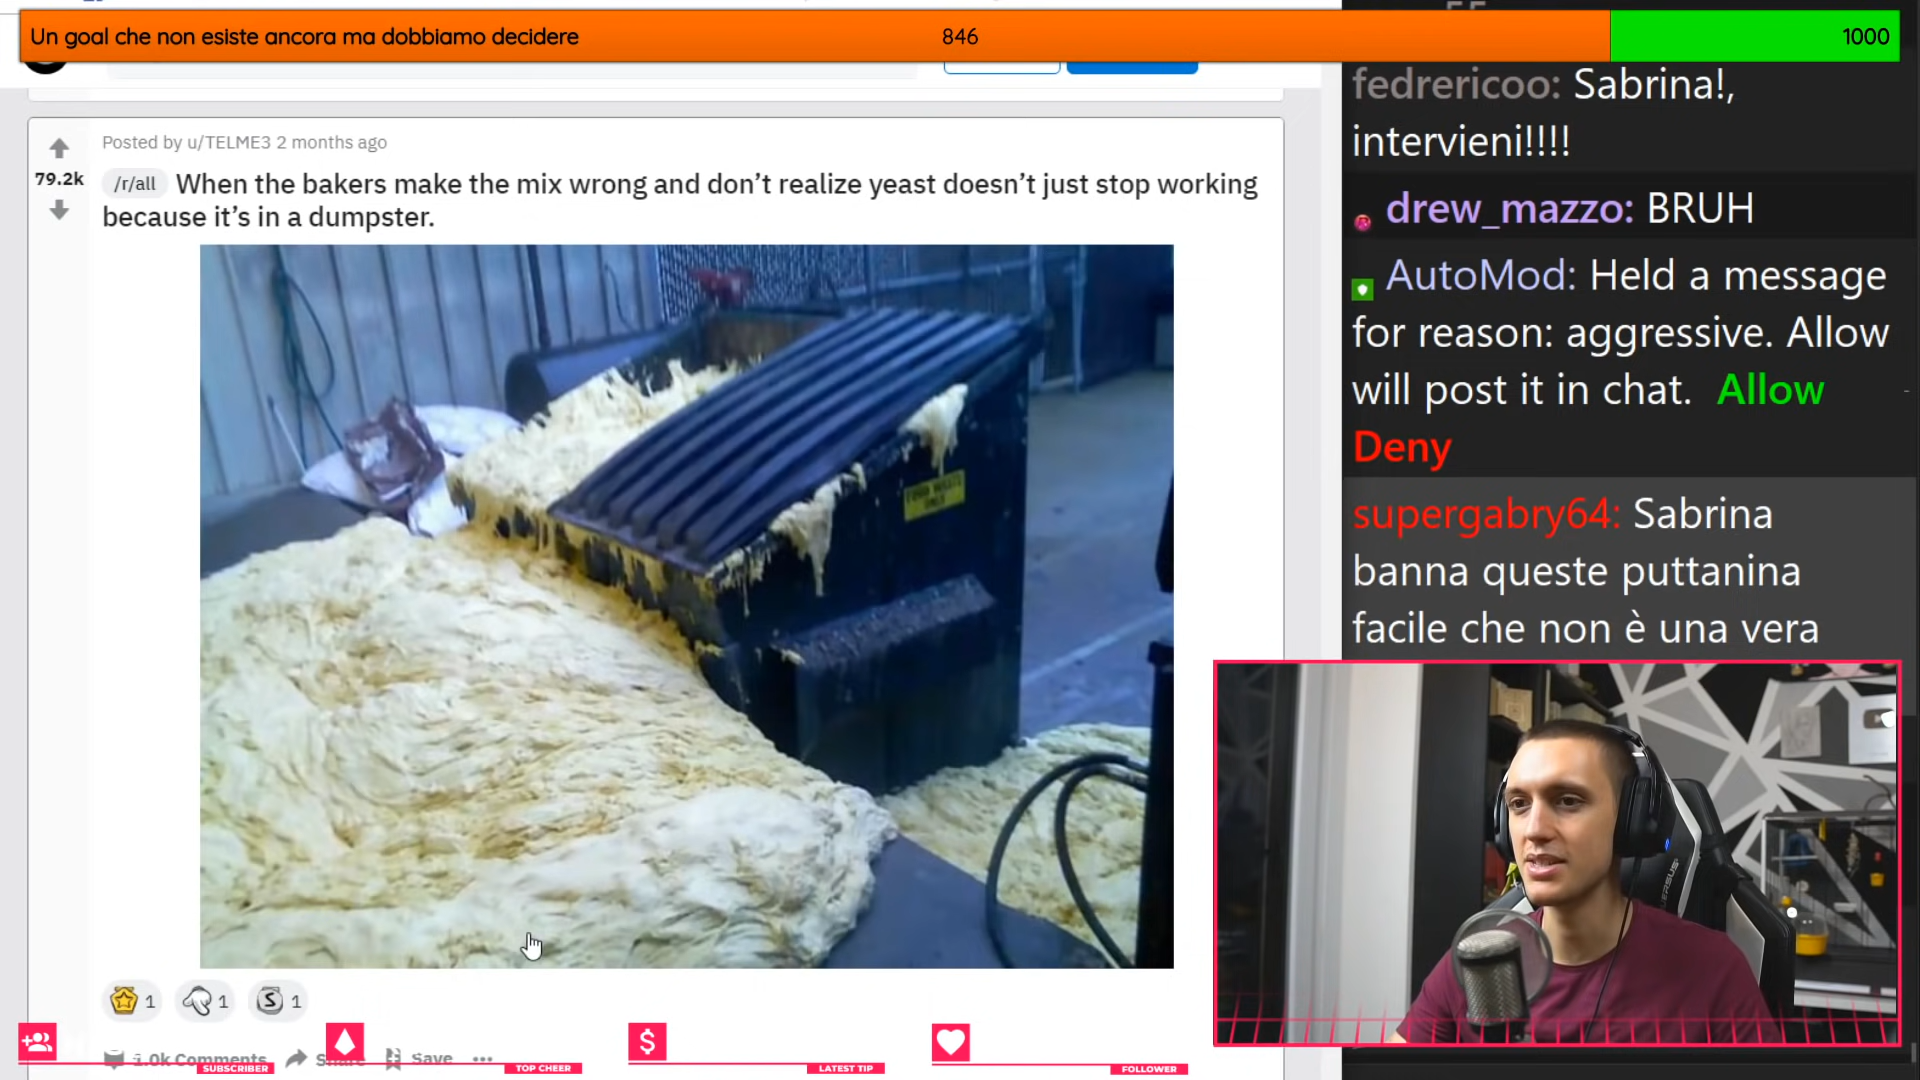 Un goal che non esiste ancora ma dobbiamo decidere
846
1000
Posted by u/TELME3 2 months ago
79.2k
/r/all When the bakers make the mix wrong and don’t realize yeast doesn’t just stop working
because it’s in a dumpster.
1
1
S 1
1.0k Comments
Share
Save
SUBSCRIBER
TOP CHEER
$
LATEST TIP
FOLLOWER
fedrericoo: Sabrina!,
intervieni!!!!
drew_mazzo: BRUH
AutoMod: Held a message
for reason: aggressive. Allow
will post it in chat. Allow
Deny
supergabry64: Sabrina
banna queste puttanina
facile che non è una vera